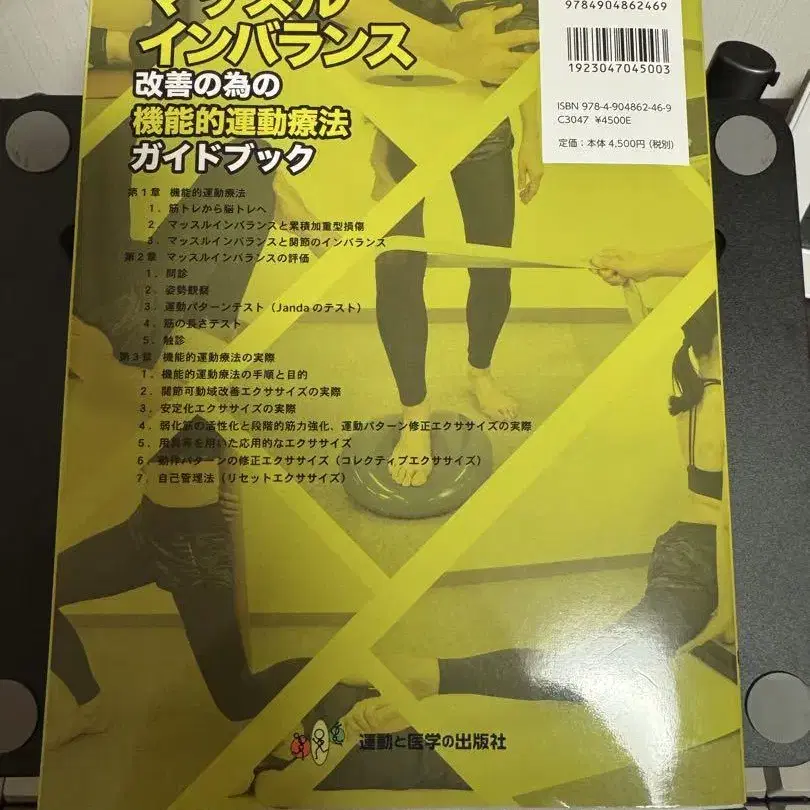 マッスル
インバランス
改善の為の
機能的運動療法
ガイドブック
9784904862469
1923047045003
ISBN 978-4-904862-46-9
C3047 ¥4500E
定価：本体 4,500円（税別）
第1章 機能的運動療法
1．筋トレから脳トレへ
2．マッスルインバランスと累積加重型損傷
3．マッスルインバランスと関節のインバランス
第2章 マッスルインバランスの評価
1．問診
2．姿勢観察
3．運動パターンテスト（Jandaのテスト）
4．筋の長さテスト
5．触診
第3章 機能的運動療法の実際
1．機能的運動療法の手順と目的
2．関節可動域改善エクササイズの実際
3．安定化エクササイズの実際
4．弱化筋の活性化と段階的筋力強化、運動パターン修正エクササイズの実際
5．用具等を用いた応用的なエクササイズ
6．動作パターンの修正エクササイズ（コレクティブエクササイズ）
7．自己管理法（リセットエクササイズ）
運動と医学の出版社